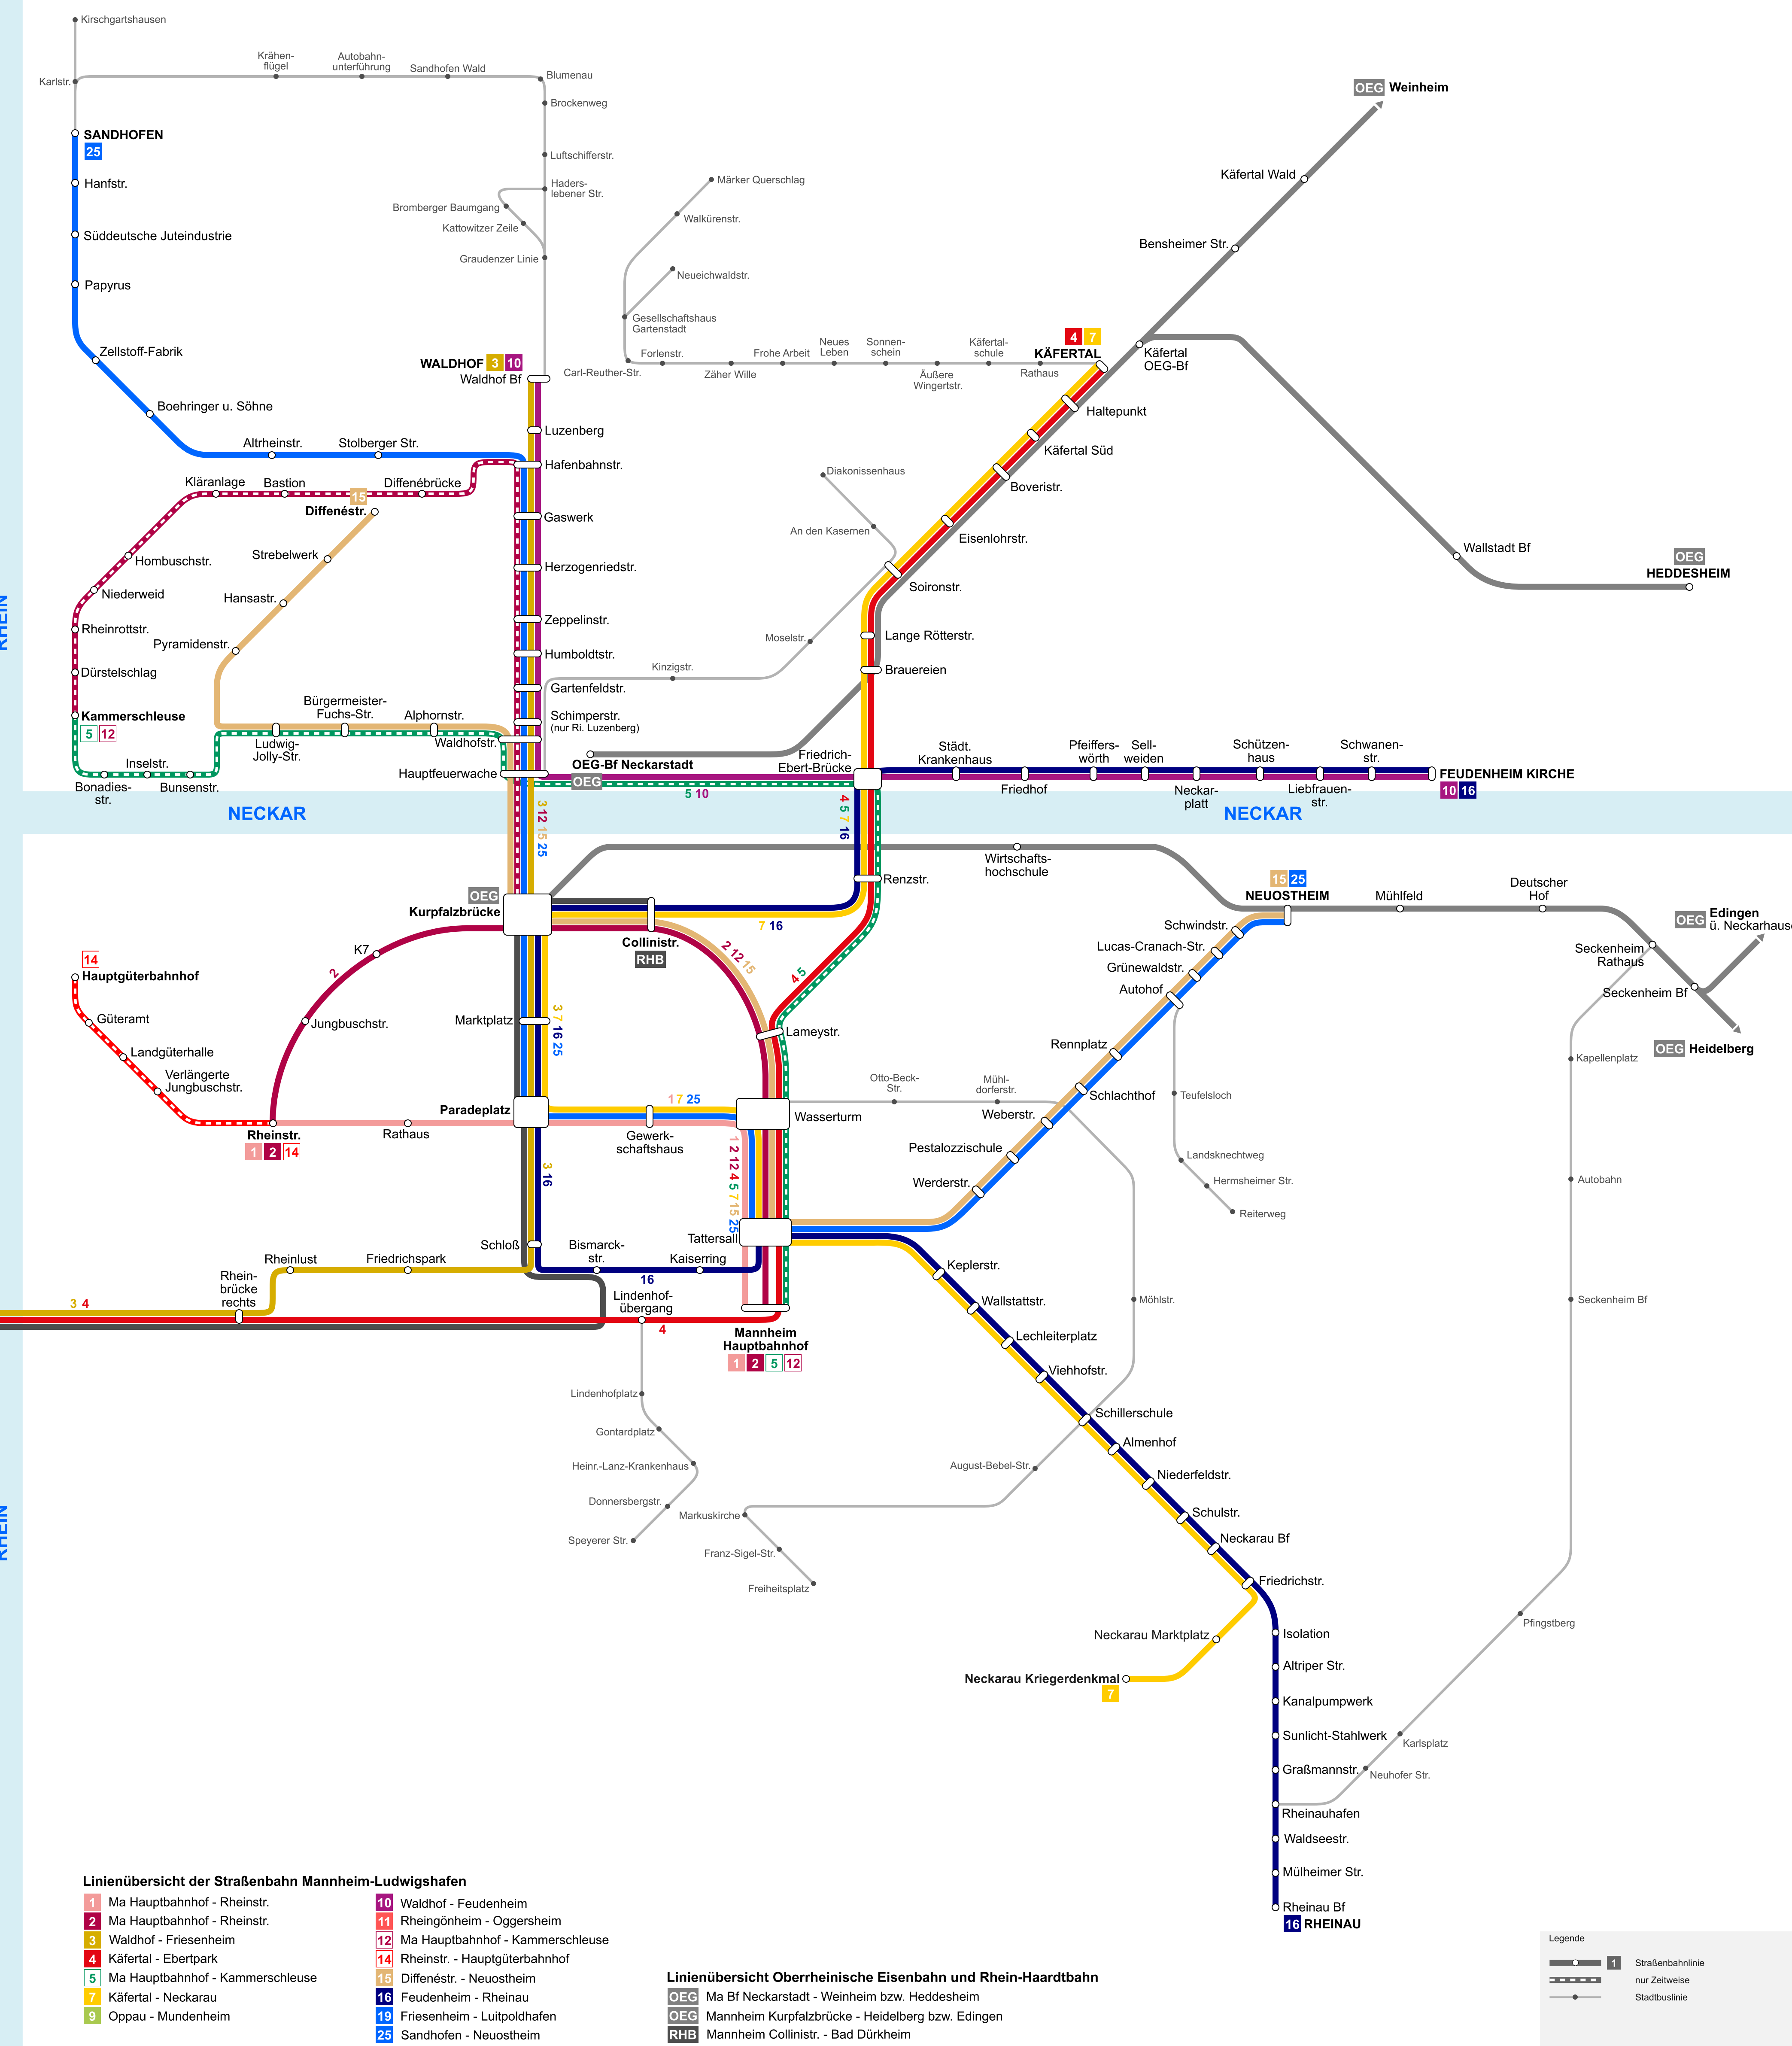 Kirschgartshausen
Karlstr.
Krähen-
flügel
Autobahn-
unterführung
Sandhofen Wald
Blumenau
Brockenweg
Luftschifferstr.
Haders-
lebener Str.
Bromberger Baumgang
Kattowitzer Zeile
Graudenzer Linie
SANDHOFEN
25
Hanfstr.
Süddeutsche Juteindustrie
Papyrus
Zellstoff-Fabrik
Boehringer u. Söhne
Altrheinstr.
Stolberger Str.
WALDHOF 3 10
Waldhof Bf
Luzenberg
Hafenbahnstr.
Gaswerk
Herzogenriedstr.
Zeppelinstr.
Humboldtstr.
Gartenfeldstr.
Schimperstr.
(nur Ri. Luzenberg)
Waldhofstr.
Hauptfeuerwache
Kläranlage
Bastion
Diffenébrücke
15
Diffenéstr.
Strebelwerk
Hansastr.
Pyramidenstr.
Hombuschstr.
Niederweid
Rheinrottstr.
Dürstelschlag
Kammerschleuse
5 12
Bonadies-
str.
Inselstr.
Bunsenstr.
Ludwig-
Jolly-Str.
Bürgermeister-
Fuchs-Str.
Alphornstr.
RHEIN
Märker Querschlag
Walkürenstr.
Neueichwaldstr.
Gesellschaftshaus
Gartenstadt
Carl-Reuther-Str.
Forlenstr.
Zäher Wille
Frohe Arbeit
Neues
Leben
Sonnen-
schein
Äußere
Wingertstr.
Käfertal-
schule
Rathaus
4 7
KÄFERTAL
OEG Weinheim
Käfertal Wald
Bensheimer Str.
Käfertal
OEG-Bf
Haltepunkt
Käfertal Süd
Boveristr.
Eisenlohrstr.
Soironstr.
Lange Rötterstr.
Brauereien
Diakonissenhaus
An den Kasernen
Moselstr.
Kinzigstr.
Wallstadt Bf
OEG
HEDDESHEIM
OEG-Bf Neckarstadt
OEG
Friedrich-
Ebert-Brücke
Städt.
Krankenhaus
Friedhof
Pfeiffers-
wörth
Sell-
weiden
Neckar-
platt
Schützen-
haus
Liebfrauen-
str.
Schwanen-
str.
FEUDENHEIM KIRCHE
10 16
5 10
NECKAR
NECKAR
3 12 15 25
4 5 7 16
Wirtschafts-
hochschule
Renzstr.
OEG
Kurpfalzbrücke
7 16
Collinistr.
RHB
2 12 15
4 5
K7
2
Jungbuschstr.
14
Hauptgüterbahnhof
Güteramt
Landgüterhalle
Verlängerte
Jungbuschstr.
Rheinstr.
1 2 14
Rathaus
Marktplatz
3 7 16 25
Paradeplatz
1 7 25
Gewerk-
schaftshaus
Lameystr.
Wasserturm
1 2 12 4 5 7 15 25
3 16
Tattersall
Schloß
Bismarck-
str.
Kaiserring
16
Rheinlust
Friedrichspark
Rhein-
brücke
rechts
3 4
Lindenhof-
übergang
4
Mannheim
Hauptbahnhof
1 2 5 12
Lindenhofplatz
Gontardplatz
Heinr.-Lanz-Krankenhaus
Donnersbergstr.
Speyerer Str.
RHEIN
15 25
NEUOSTHEIM
Schwindstr.
Lucas-Cranach-Str.
Grünewaldstr.
Autohof
Rennplatz
Schlachthof
Weberstr.
Pestalozzischule
Werderstr.
Otto-Beck-
Str.
Mühl-
dorferstr.
Teufelsloch
Landsknechtweg
Hermsheimer Str.
Reiterweg
Mühlfeld
Deutscher
Hof
Seckenheim
Rathaus
Seckenheim Bf
OEG Edingen
ü. Neckarhause
OEG Heidelberg
Kapellenplatz
Autobahn
Seckenheim Bf
Pfingstberg
Karlsplatz
Neuhofer Str.
Keplerstr.
Wallstattstr.
Lechleiterplatz
Viehhofstr.
Schillerschule
Almenhof
Niederfeldstr.
Schulstr.
Neckarau Bf
Friedrichstr.
Möhlstr.
August-Bebel-Str.
Markuskirche
Franz-Sigel-Str.
Freiheitsplatz
Neckarau Marktplatz
Neckarau Kriegerdenkmal
7
Isolation
Altriper Str.
Kanalpumpwerk
Sunlicht-Stahlwerk
Graßmannstr.
Rheinauhafen
Waldseestr.
Mülheimer Str.
Rheinau Bf
16 RHEINAU
Linienübersicht der Straßenbahn Mannheim-Ludwigshafen
1 Ma Hauptbahnhof - Rheinstr.
2 Ma Hauptbahnhof - Rheinstr.
3 Waldhof - Friesenheim
4 Käfertal - Ebertpark
5 Ma Hauptbahnhof - Kammerschleuse
7 Käfertal - Neckarau
9 Oppau - Mundenheim
10 Waldhof - Feudenheim
11 Rheingönheim - Oggersheim
12 Ma Hauptbahnhof - Kammerschleuse
14 Rheinstr. - Hauptgüterbahnhof
15 Diffenéstr. - Neuostheim
16 Feudenheim - Rheinau
19 Friesenheim - Luitpoldhafen
25 Sandhofen - Neuostheim
Linienübersicht Oberrheinische Eisenbahn und Rhein-Haardtbahn
OEG Ma Bf Neckarstadt - Weinheim bzw. Heddesheim
OEG Mannheim Kurpfalzbrücke - Heidelberg bzw. Edingen
RHB Mannheim Collinistr. - Bad Dürkheim
Legende
1 Straßenbahnlinie
nur Zeitweise
Stadtbuslinie